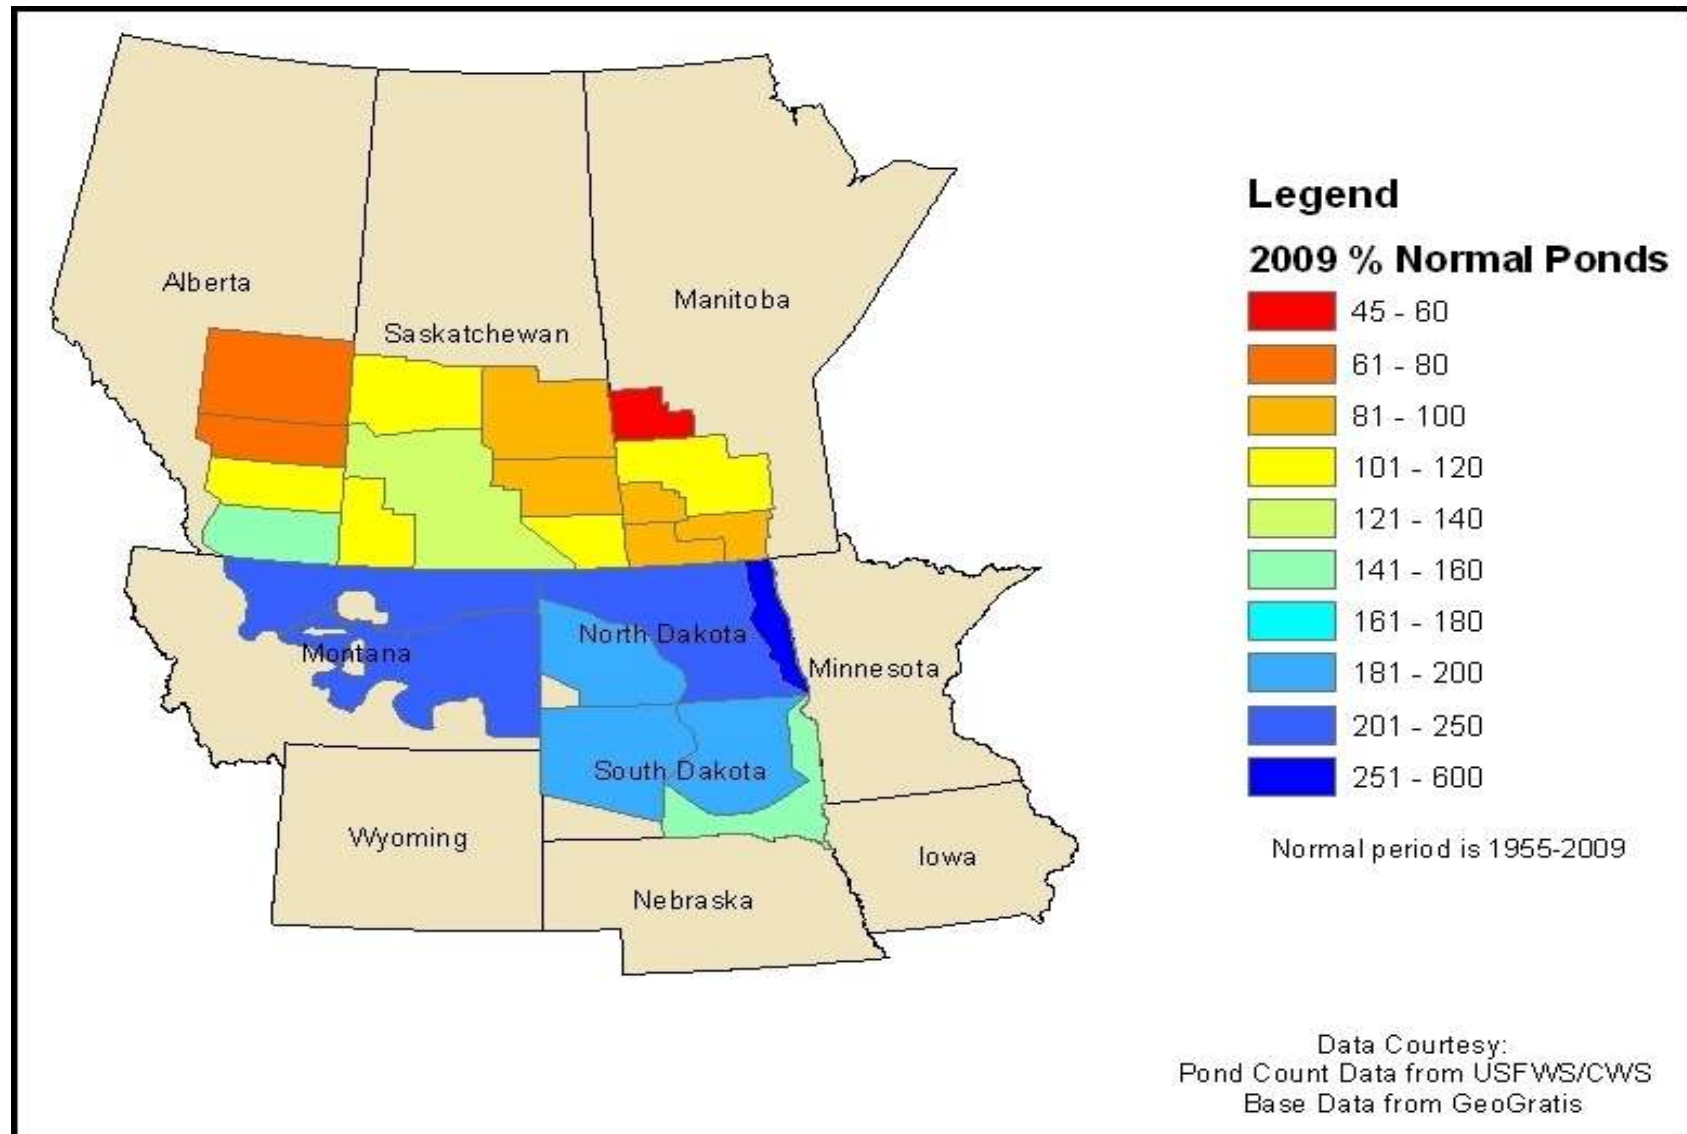 Alberta
Saskatchewan
Manitoba
Montana
North Dakota
Minnesota
South Dakota
Wyoming
Nebraska
Iowa
Legend
2009 % Normal Ponds
45 - 60
61 - 80
81 - 100
101 - 120
121 - 140
141 - 160
161 - 180
181 - 200
201 - 250
251 - 600
Normal period is 1955-2009
Data Courtesy:
Pond Count Data from USFWS/CWS
Base Data from GeoGratis